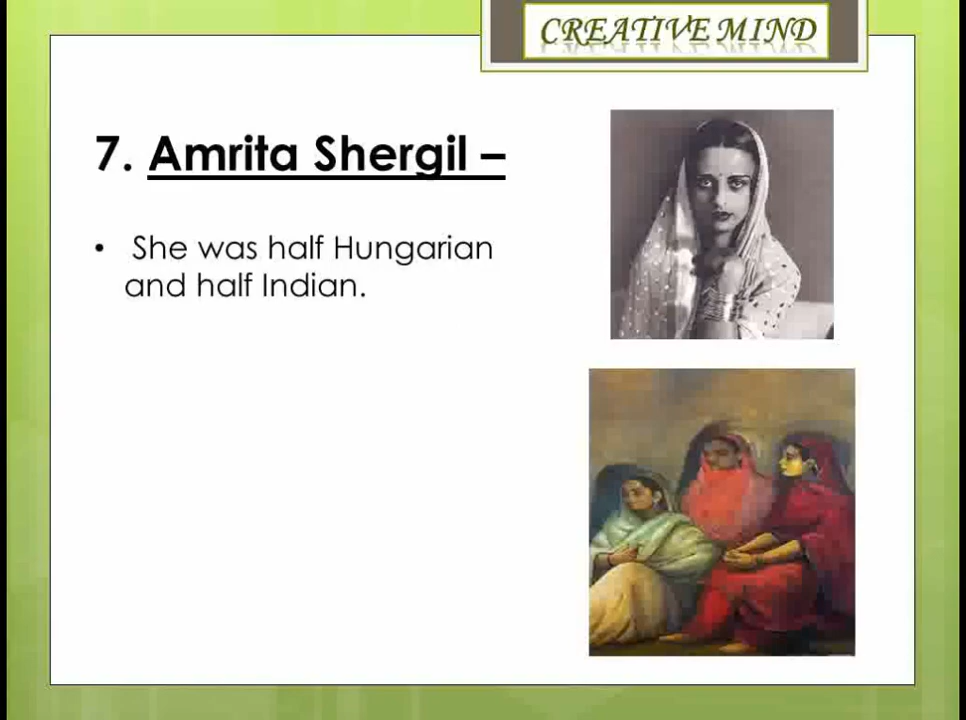 CREATIVE MIND
7. Amrita Shergil –
• She was half Hungarian
and half Indian.